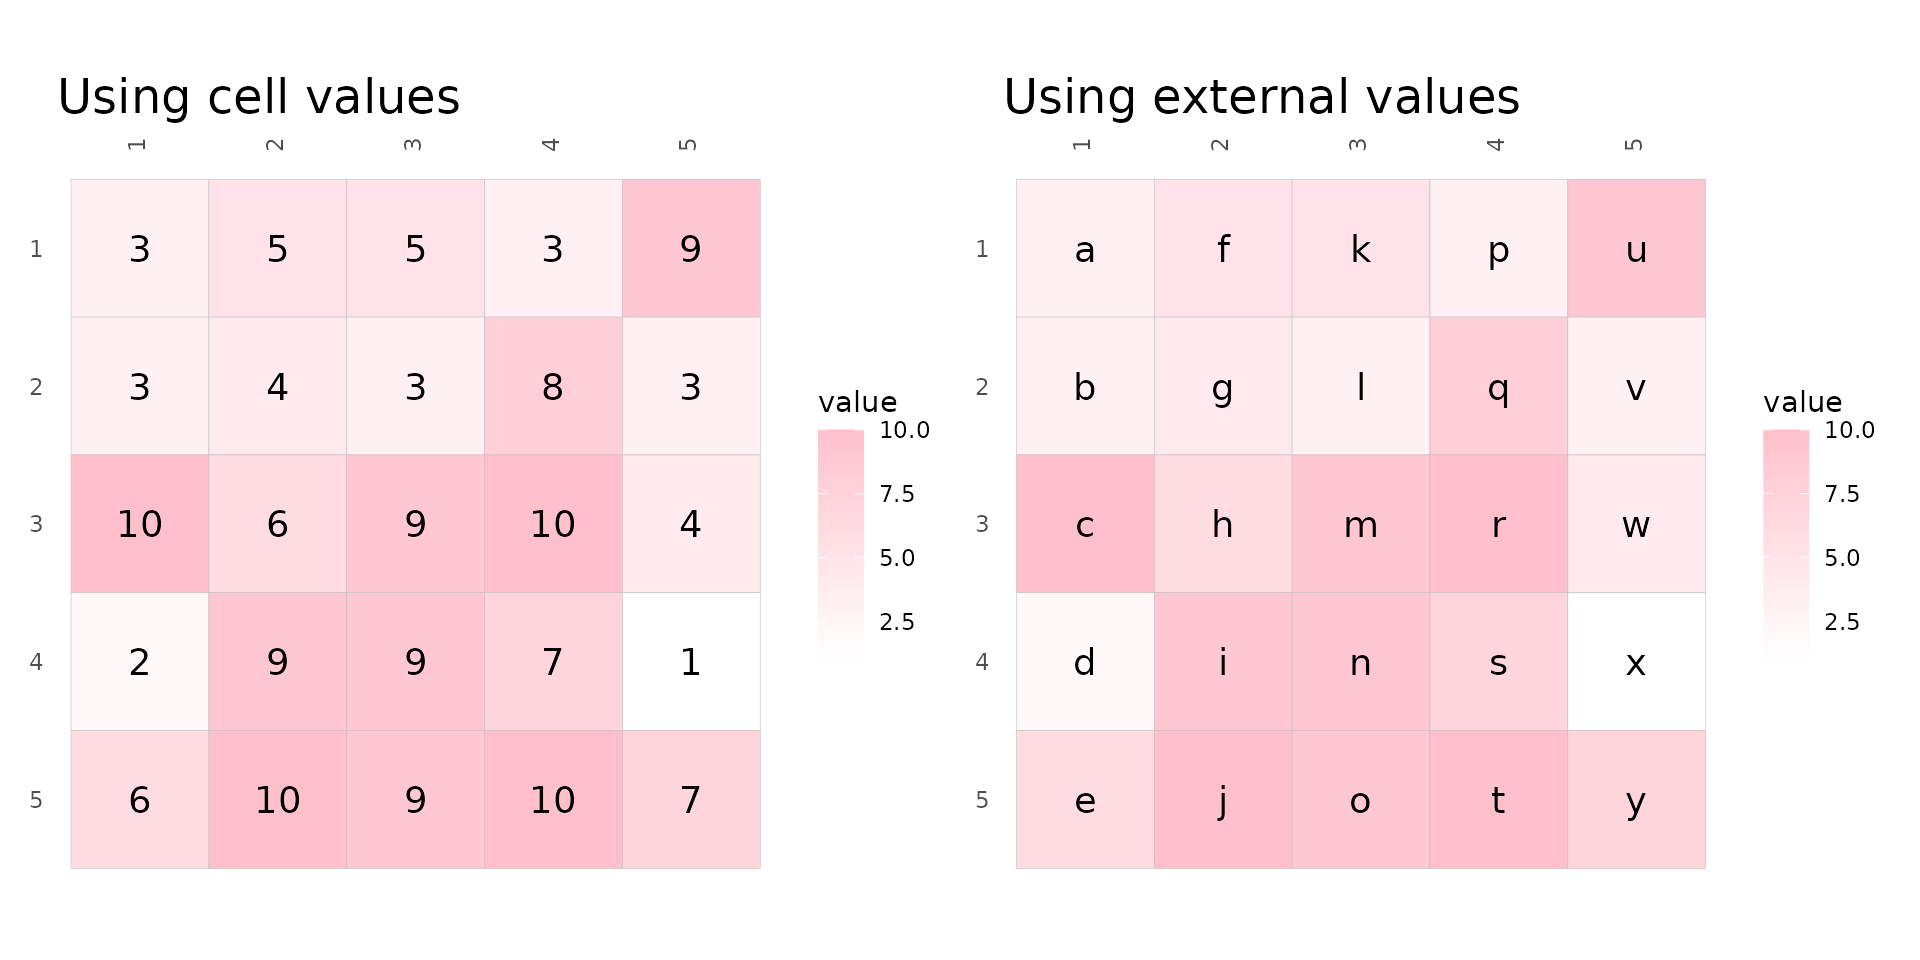 Using cell values
1 2 3 4 5
1 3 5 5 3 9
2 3 4 3 8 3
3 10 6 9 10 4
4 2 9 9 7 1
5 6 10 9 10 7
value
10.0
7.5
5.0
2.5
Using external values
1 2 3 4 5
1 a f k p u
2 b g l q v
3 c h m r w
4 d i n s x
5 e j o t y
value
10.0
7.5
5.0
2.5